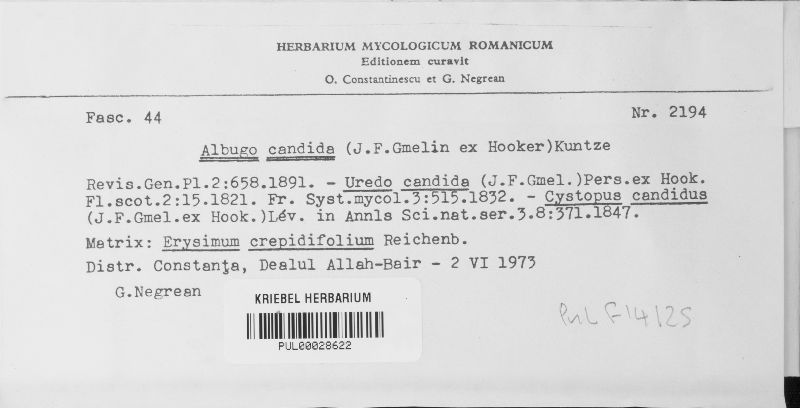 HERBARIUM MYCOLOGICUM ROMANICUM
Editionem curavit
O. Constantinescu et G. Negrean
Fasc. 44
Nr. 2194
Albugo candida (J.F.Gmelin ex Hooker)Kuntze
Revis.Gen.Pl.2:658.1891. - Uredo candida (J.F.Gmel.)Pers.ex Hook.
Fl.scot.2:15.1821. Fr. Syst.mycol.3:515.1832. - Cystopus candidus
(J.F.Gmel.ex Hook.)Lév. in Annls Sci.nat.ser.3.8:371.1847.
Matrix: Erysimum crepidifolium Reichenb.
Distr. Constanţa, Dealul Allah-Bair - 2 VI 1973
G.Negrean
KRIEBEL HERBARIUM
PUL00028622
PUL F14125